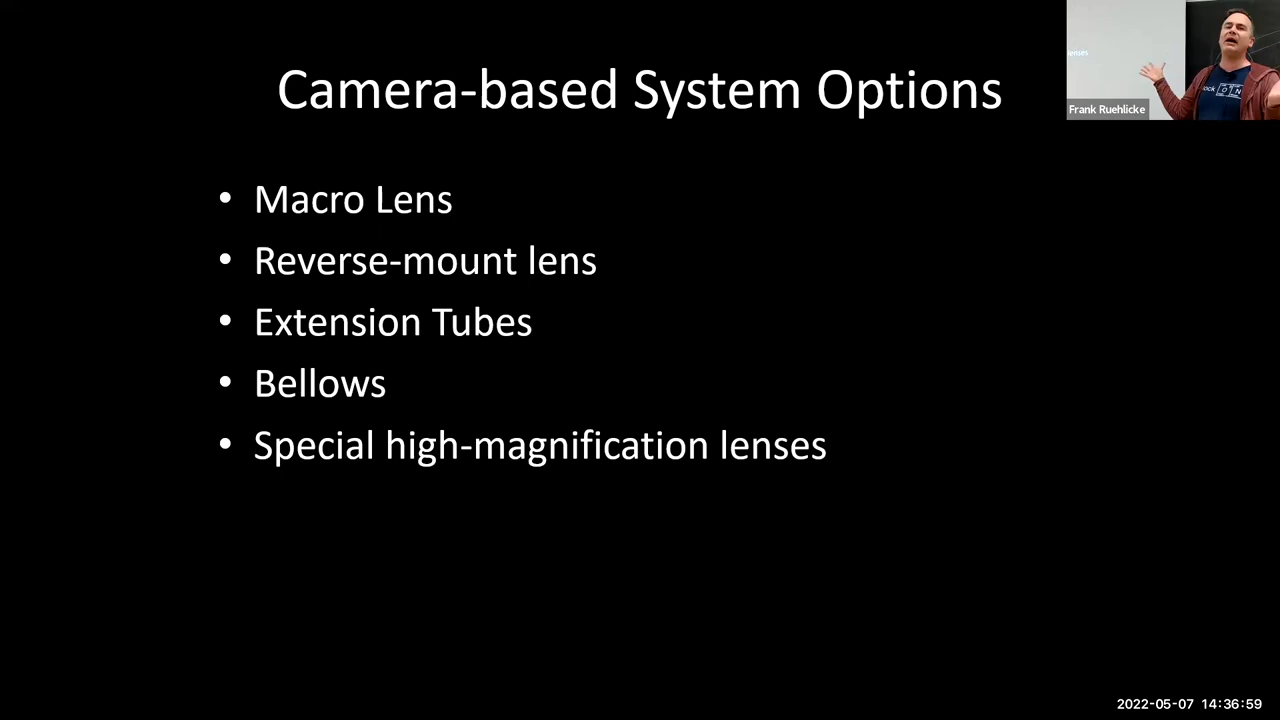 Camera-based System Options
lenses
Frank Ruehlicke
• Macro Lens
• Reverse-mount lens
• Extension Tubes
• Bellows
• Special high-magnification lenses
2022-05-07 14:36:59